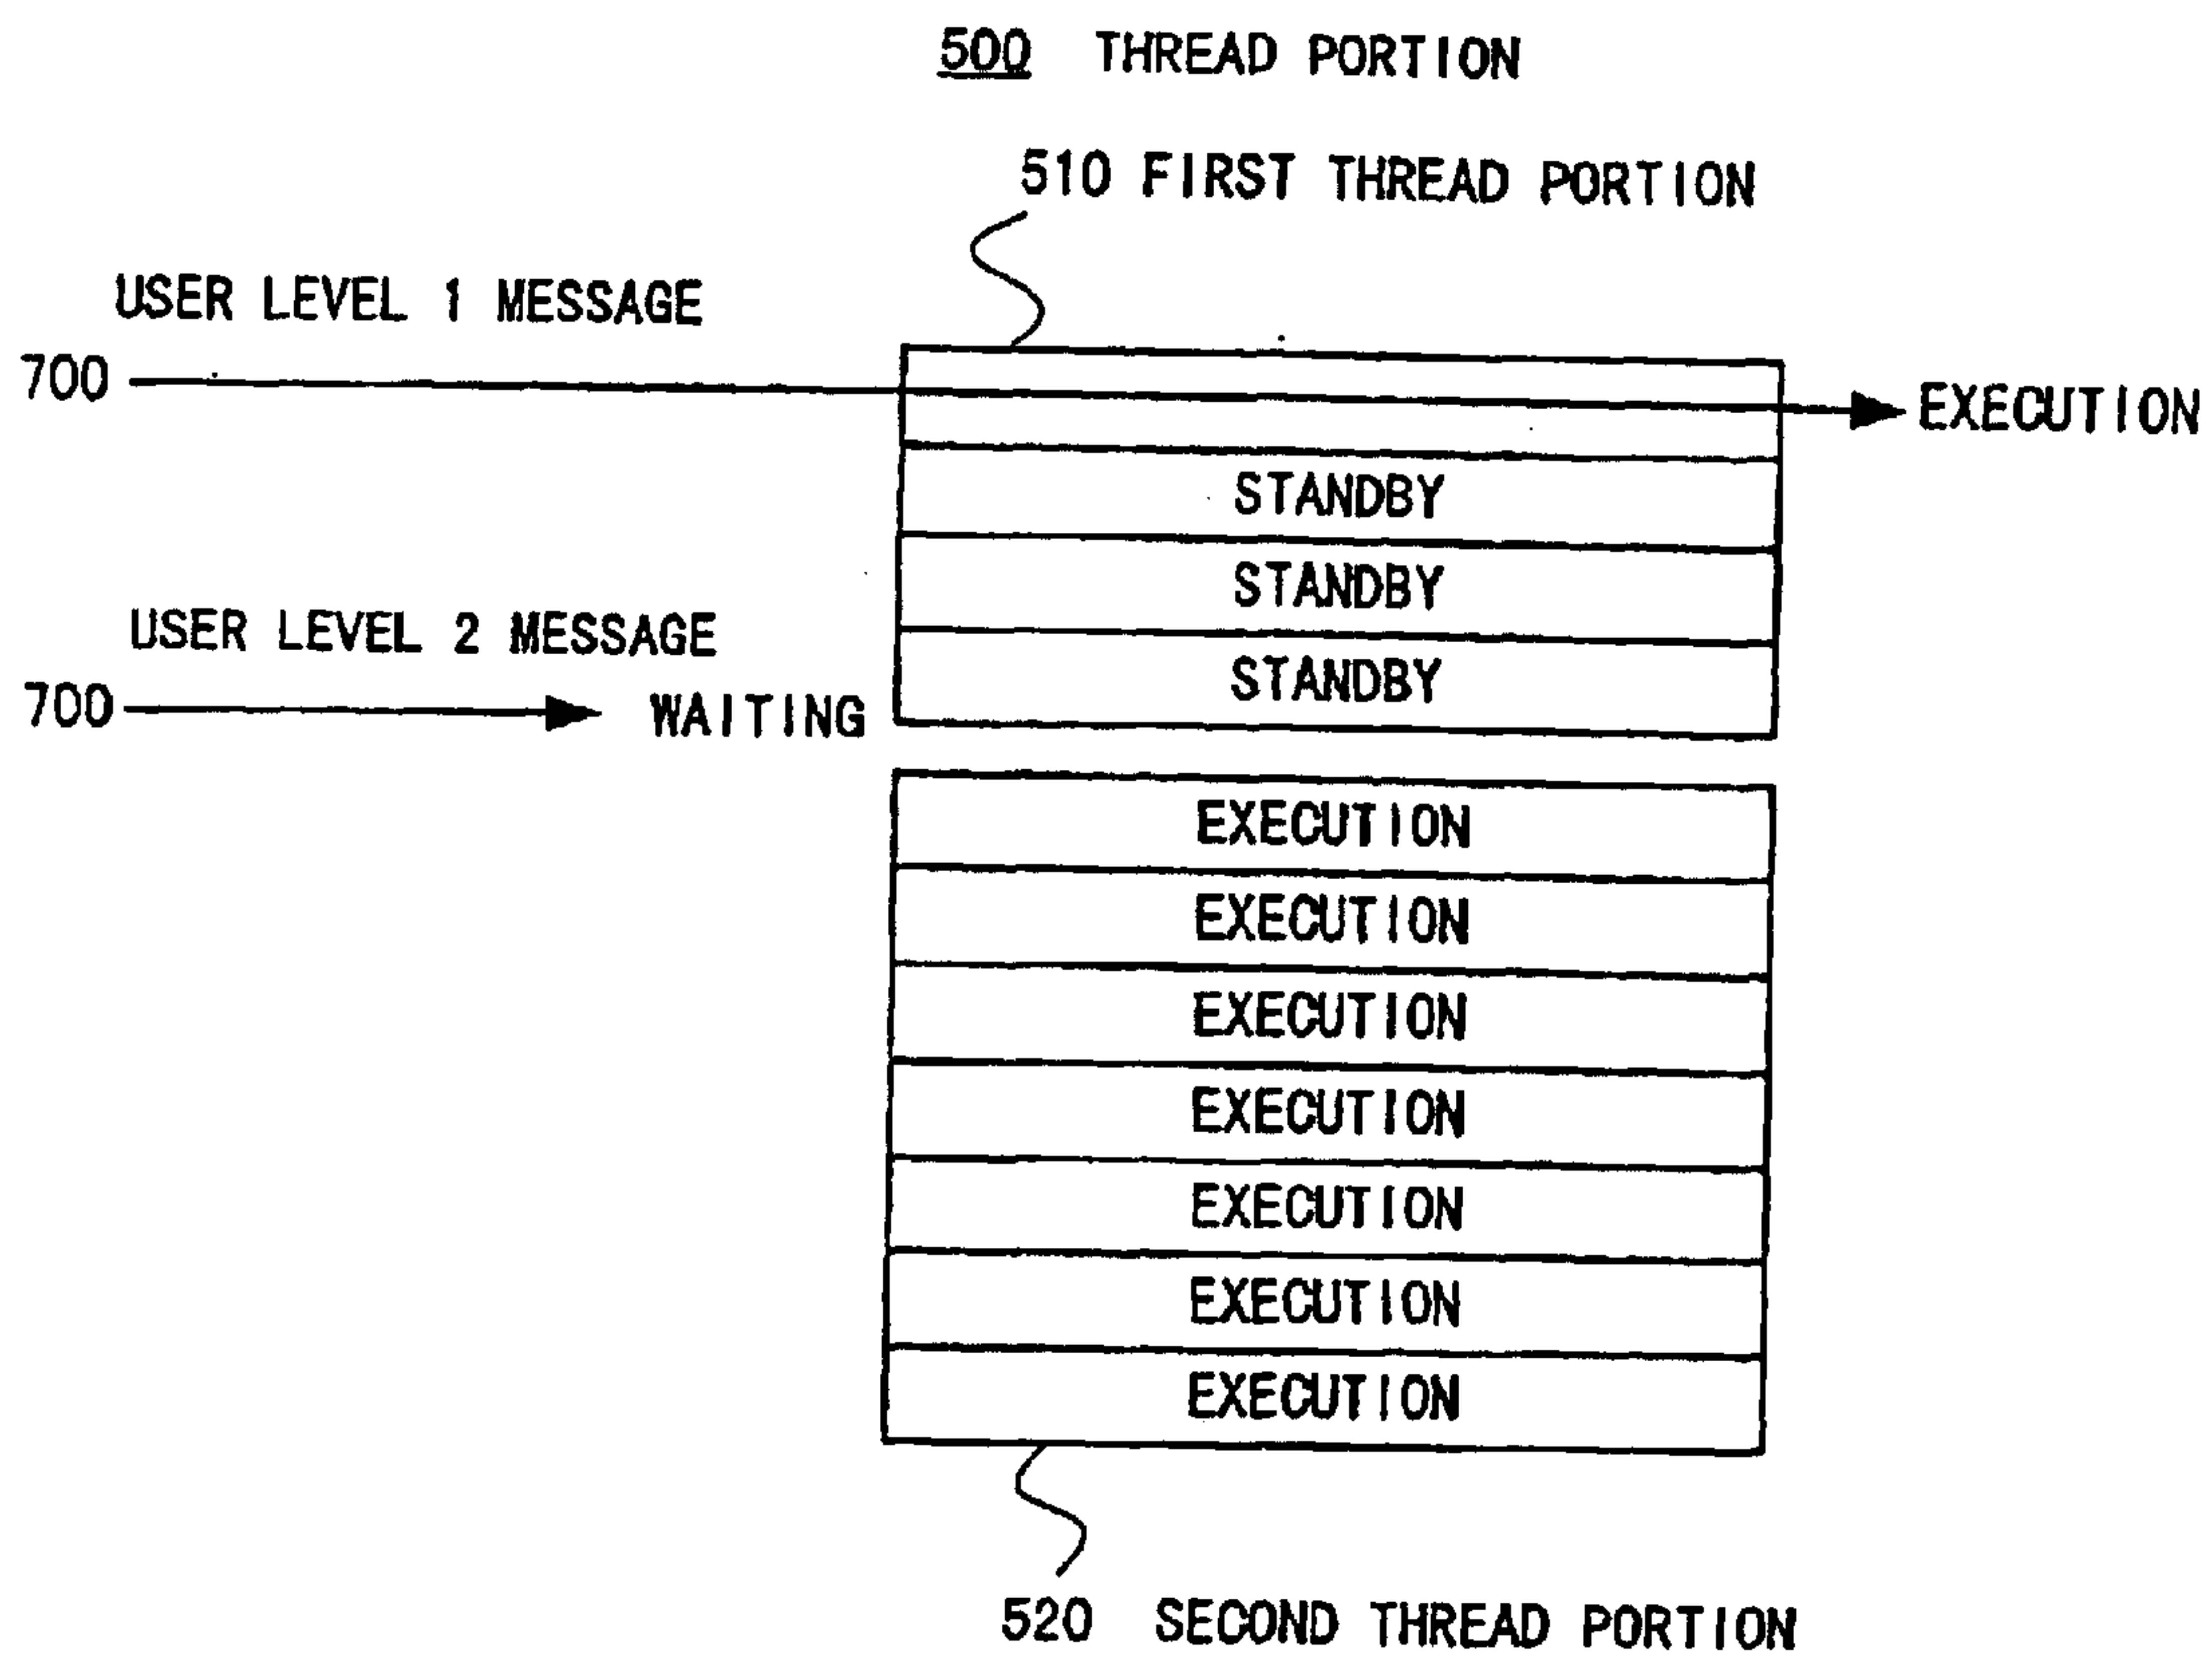 500 THREAD PORTION
510 FIRST THREAD PORTION
USER LEVEL 1 MESSAGE
700
EXECUTION
STANDBY
STANDBY
USER LEVEL 2 MESSAGE
STANDBY
700
WAITING
EXECUTION
EXECUTION
EXECUTION
EXECUTION
EXECUTION
EXECUTION
EXECUTION
520 SECOND THREAD PORTION